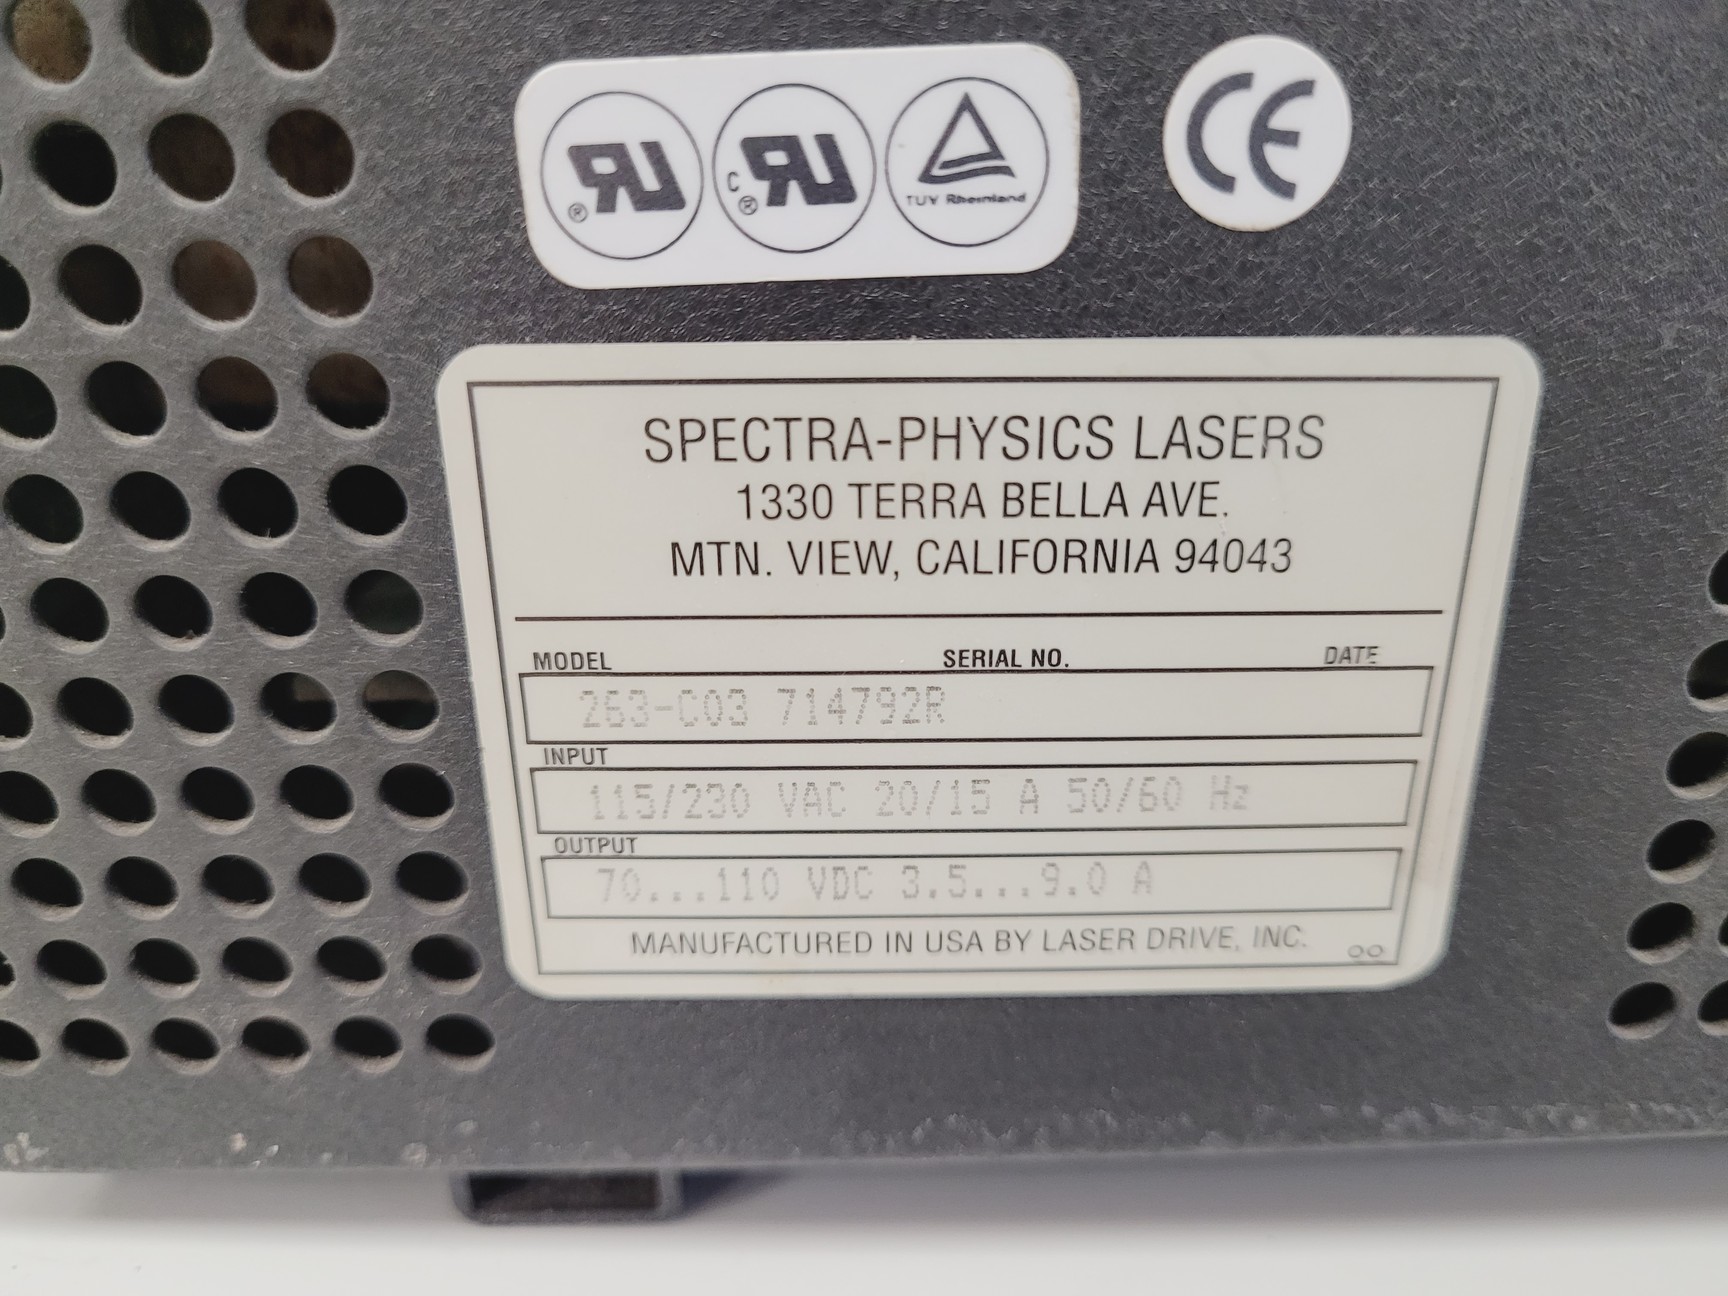 TUV Rheinland
CE
SPECTRA-PHYSICS LASERS
1330 TERRA BELLA AVE.
MTN. VIEW, CALIFORNIA 94043
MODEL SERIAL NO. DATE
263-C03 714792R
INPUT
115/230 VAC 20/15 A 50/60 Hz
OUTPUT
70...110 VDC 3.5...9.0 A
MANUFACTURED IN USA BY LASER DRIVE, INC.